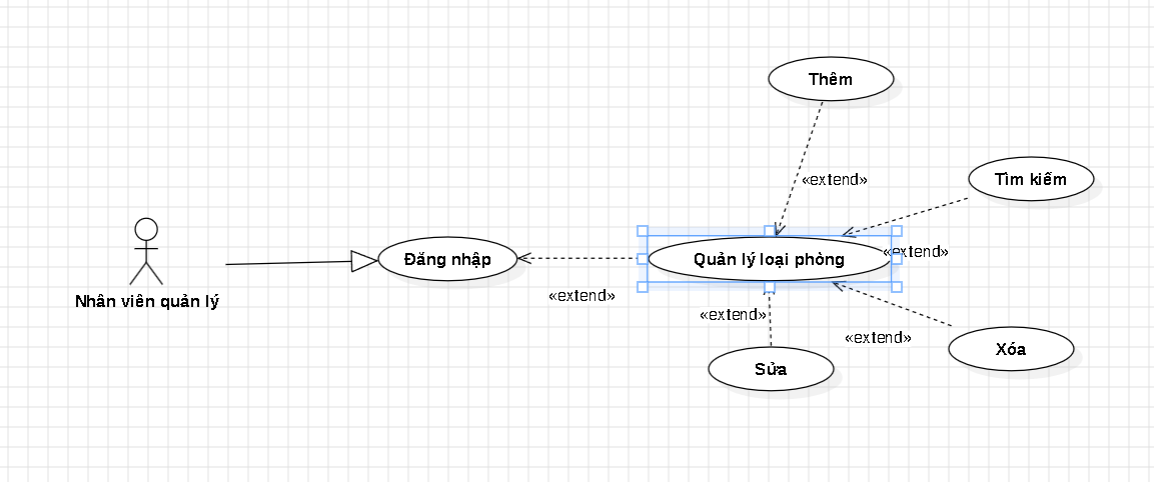 Thêm
«extend»
Tìm kiếm
«extend»
Đăng nhập
Quản lý loại phòng
Nhân viên quản lý
«extend»
«extend»
«extend»
Sửa
Xóa